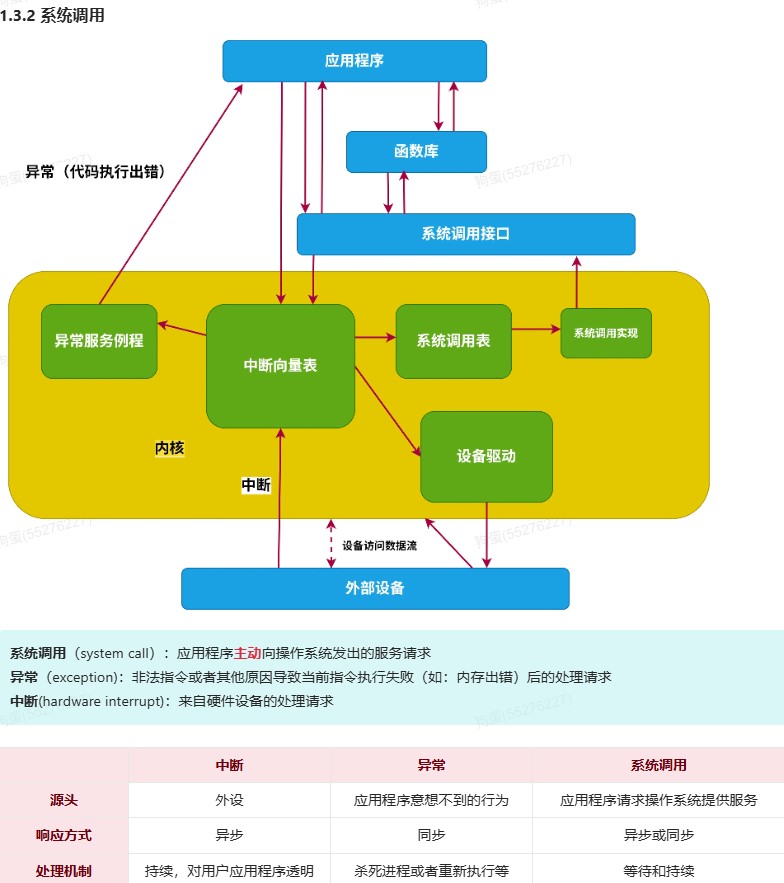 1.3.2 系统调用
应用程序
函数库
异常（代码执行出错）
系统调用接口
异常服务例程
中断向量表
系统调用表
系统调用实现
内核
设备驱动
中断
设备访问数据流
外部设备
系统调用（system call）：应用程序主动向操作系统发出的服务请求
异常（exception)：非法指令或者其他原因导致当前指令执行失败（如：内存出错）后的处理请求
中断(hardware interrupt)：来自硬件设备的处理请求
中断 异常 系统调用
源头 外设 应用程序意想不到的行为 应用程序请求操作系统提供服务
响应方式 异步 同步 异步或同步
处理机制 持续，对用户应用程序透明 杀死进程或者重新执行等 等待和持续
狗蛋(55276227)